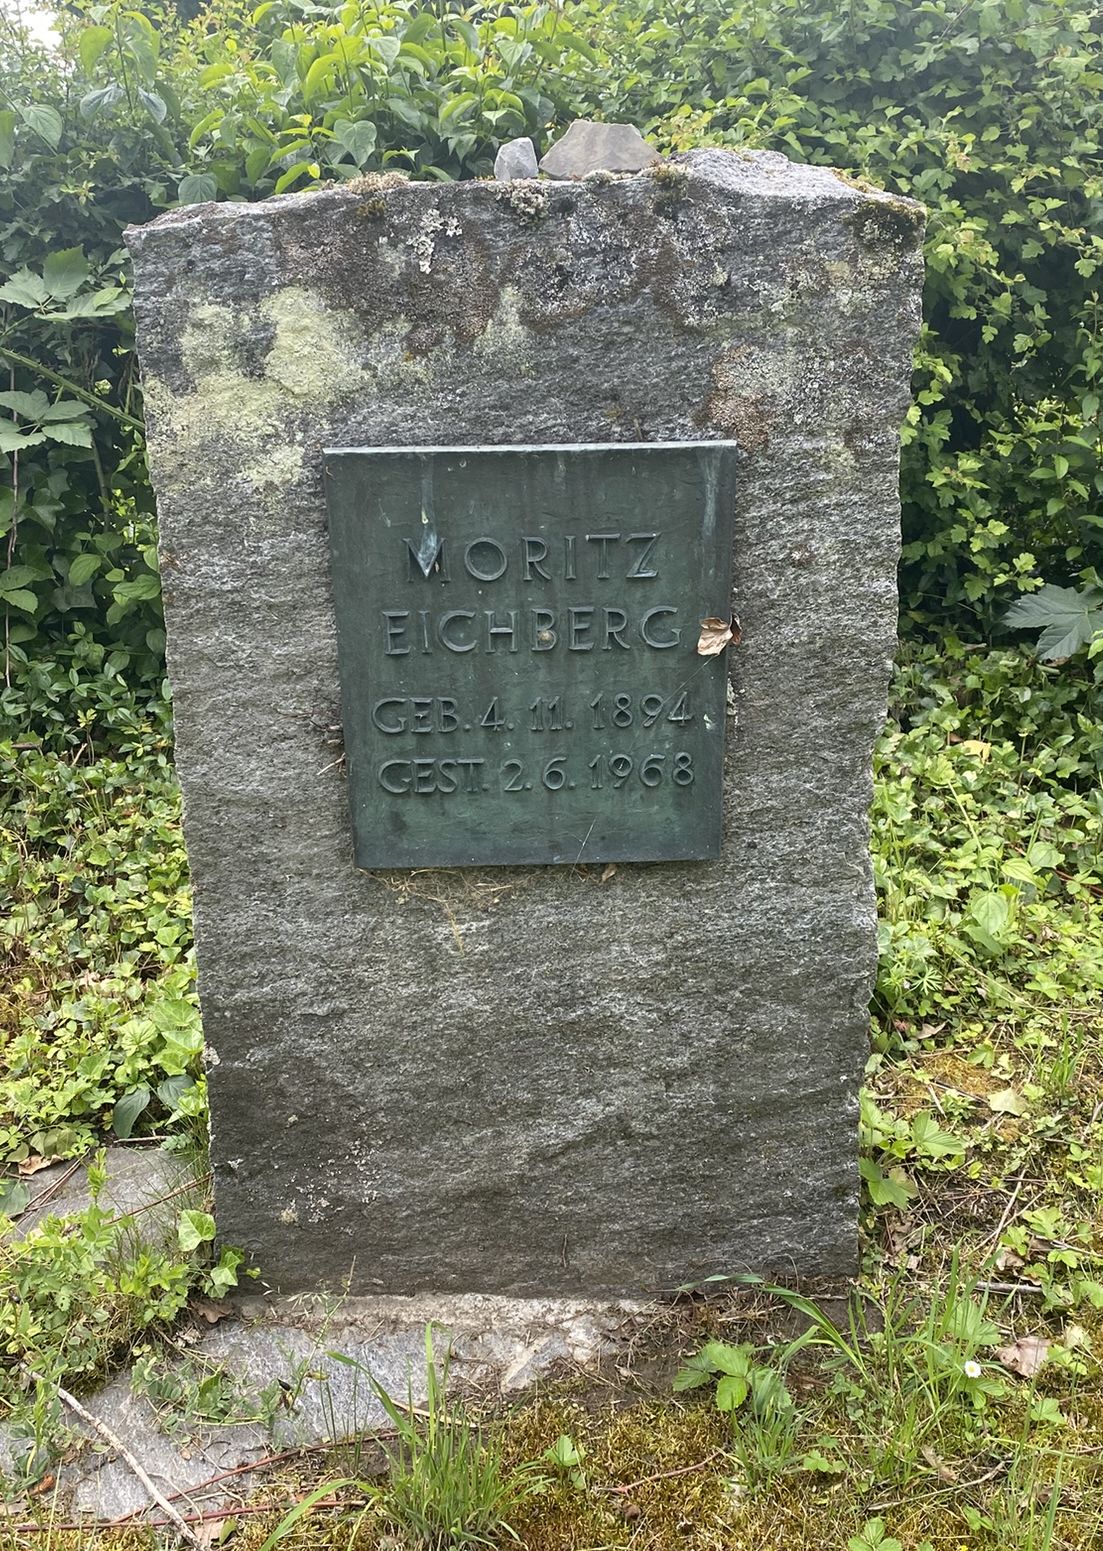 MORITZ
EICHBERG
GEB. 4. 11. 1894
GEST. 2. 6. 1968